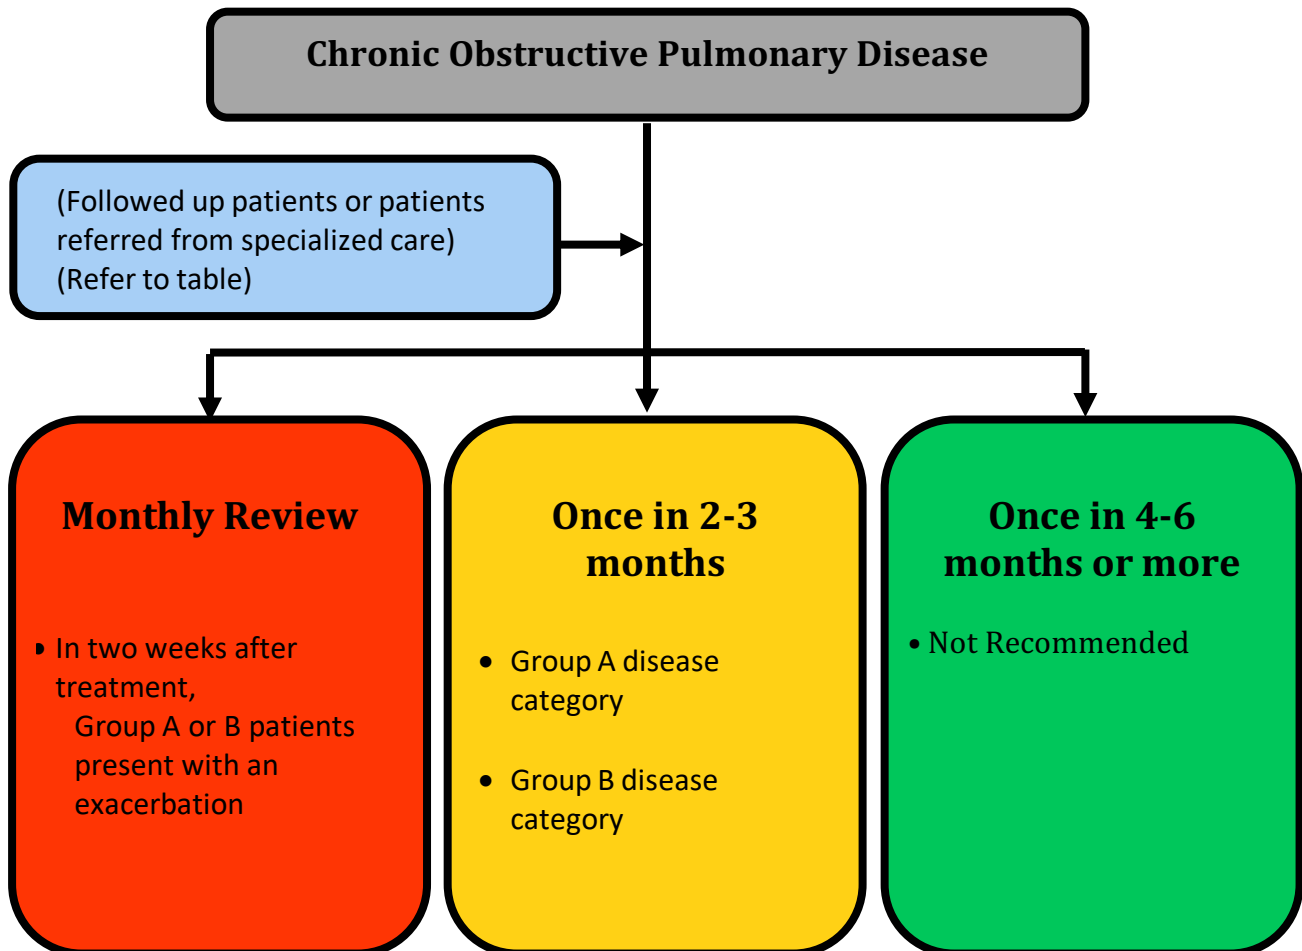 Chronic Obstructive Pulmonary Disease
(Followed up patients or patients
referred from specialized care)
(Refer to table)
Monthly Review
• In two weeks after
treatment,
Group A or B patients
present with an
exacerbation
Once in 2-3
months
• Group A disease
category
• Group B disease
category
Once in 4-6
months or more
• Not Recommended